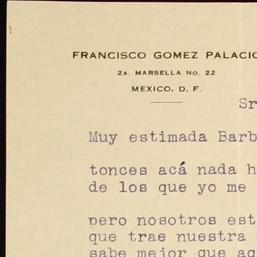 FRANCISCO GOMEZ PALACIO
2A. MARSELLA No. 22
MEXICO, D. F.
Sr
Muy estimada Barb
tonces acá nada h
de los que yo me
pero nosotros est
que trae nuestra
sabe mejor que aq